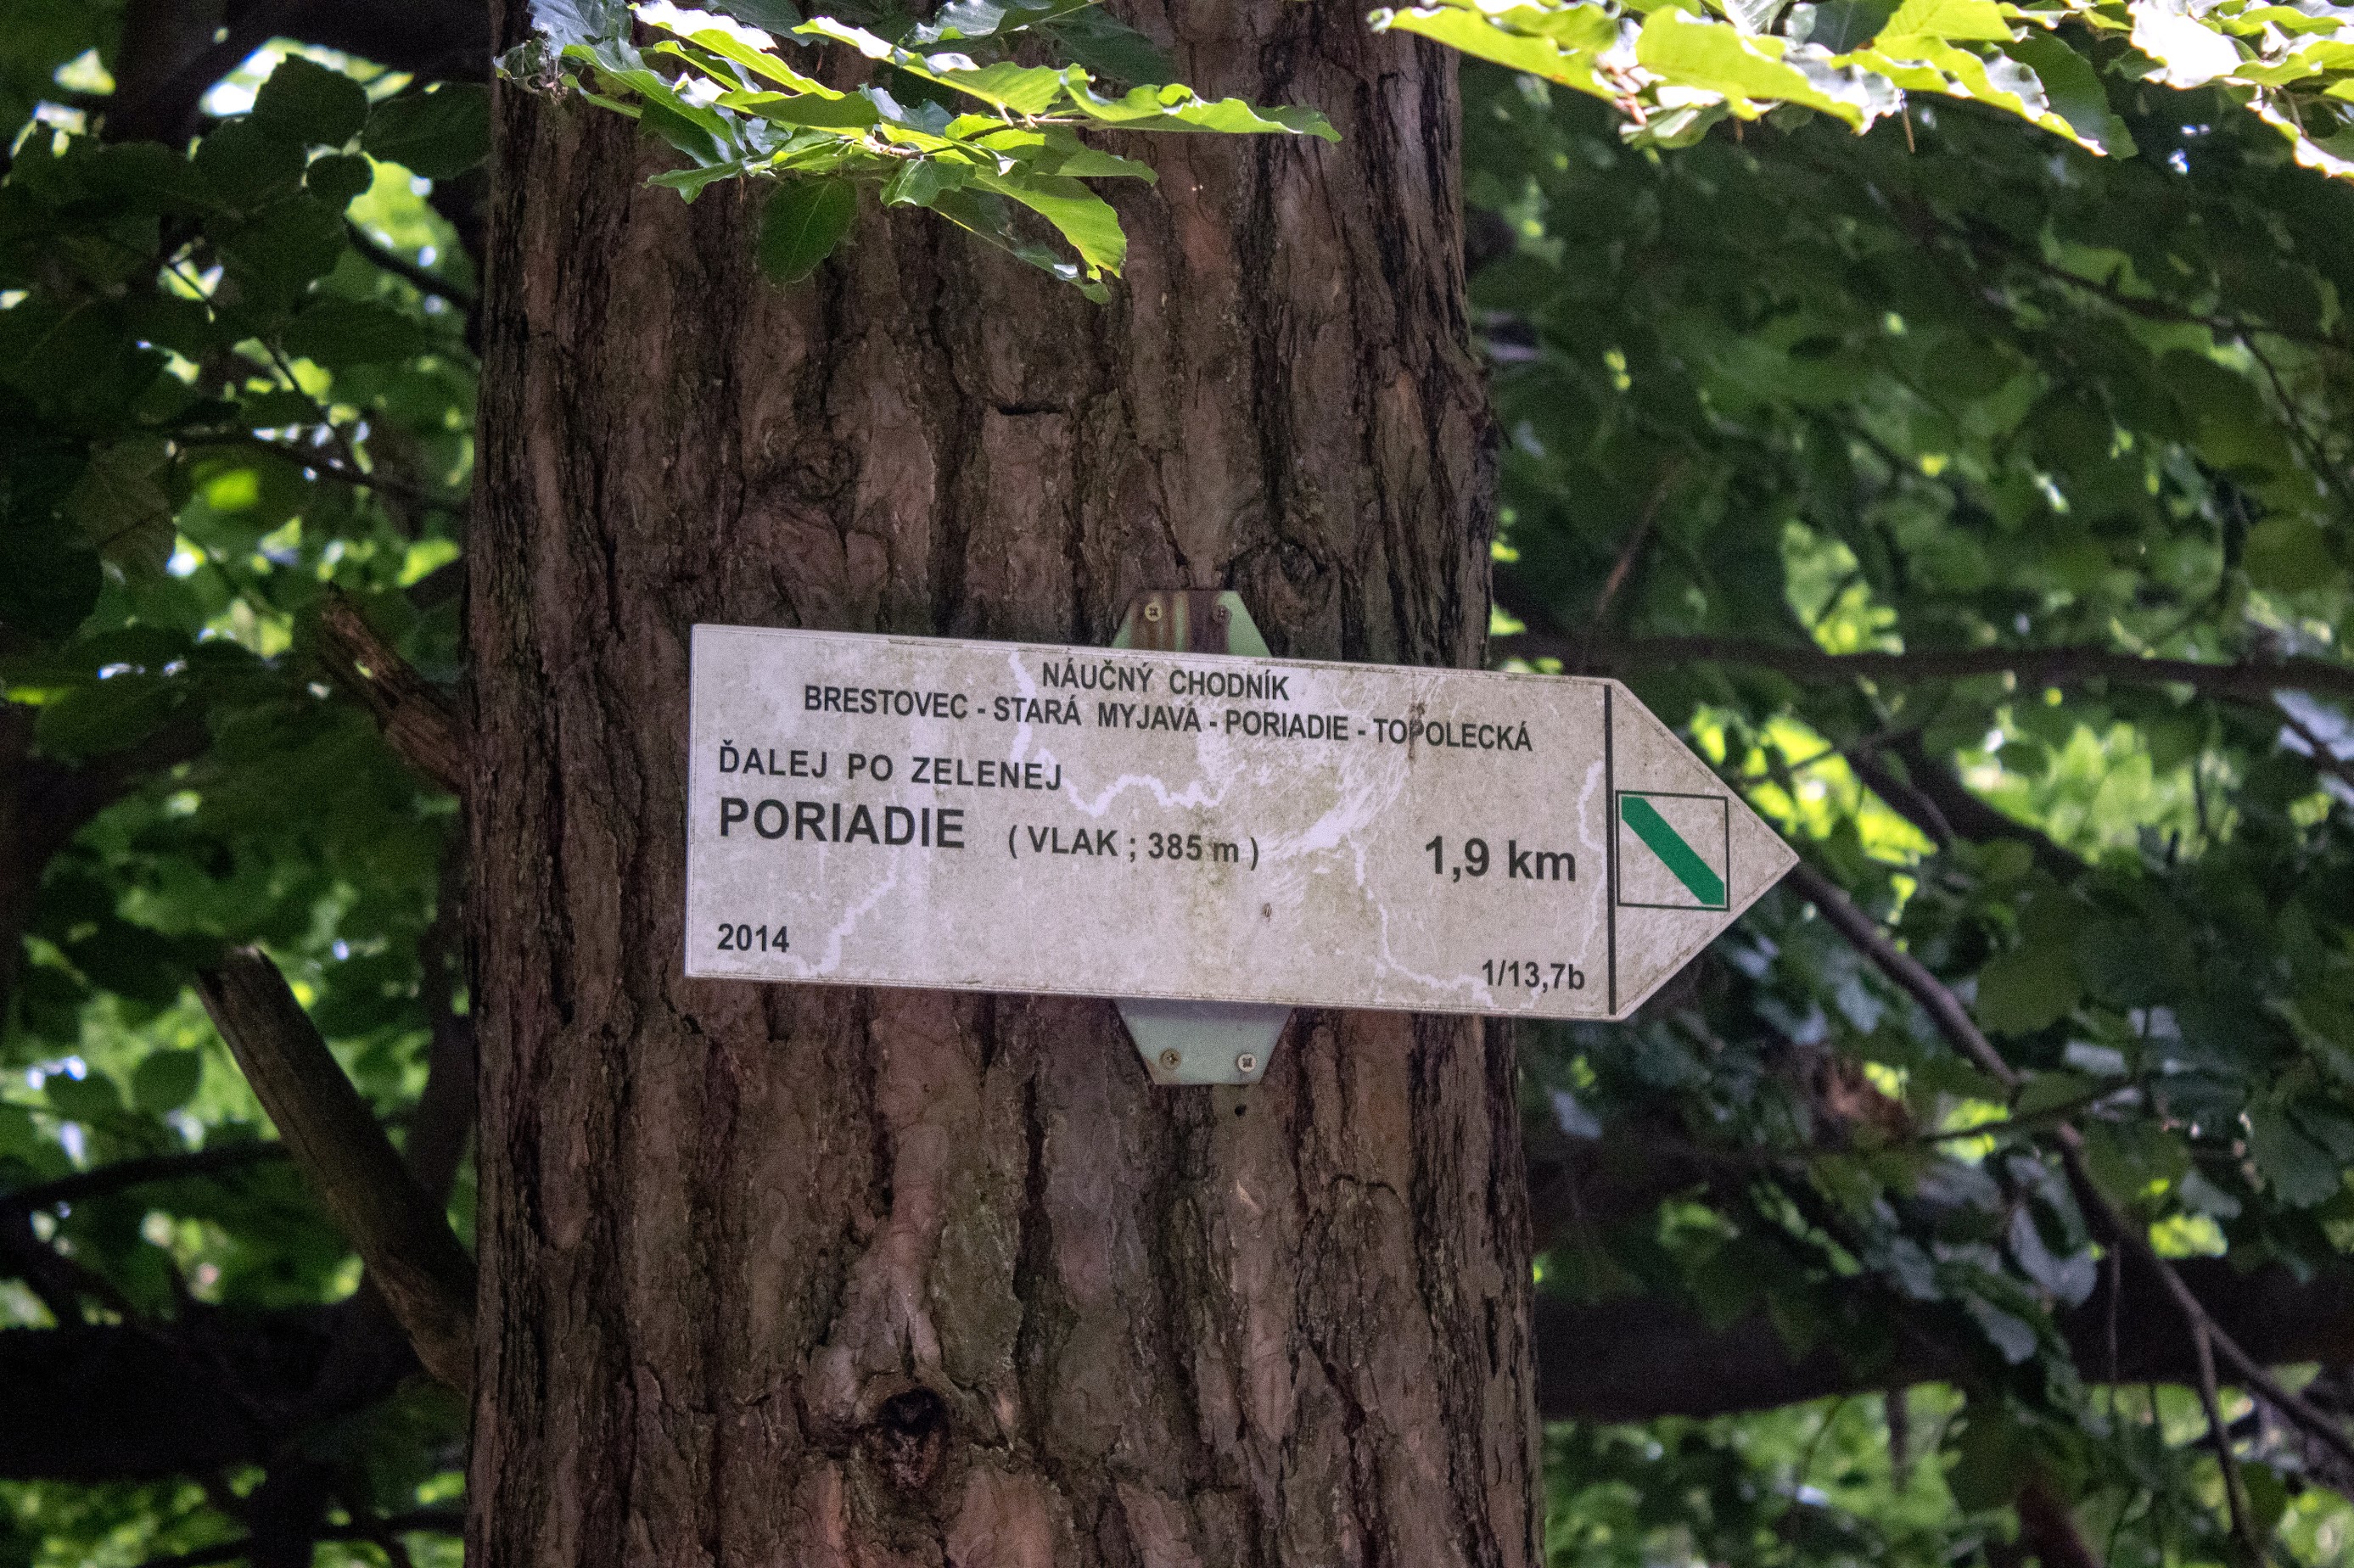 NÁUČNÝ CHODNÍK
BRESTOVEC - STARÁ MYJAVA - PORIADIE - TOPOLECKÁ
ĎALEJ PO ZELENEJ
PORIADIE ( VLAK ; 385 m ) 1,9 km
2014
1/13,7b